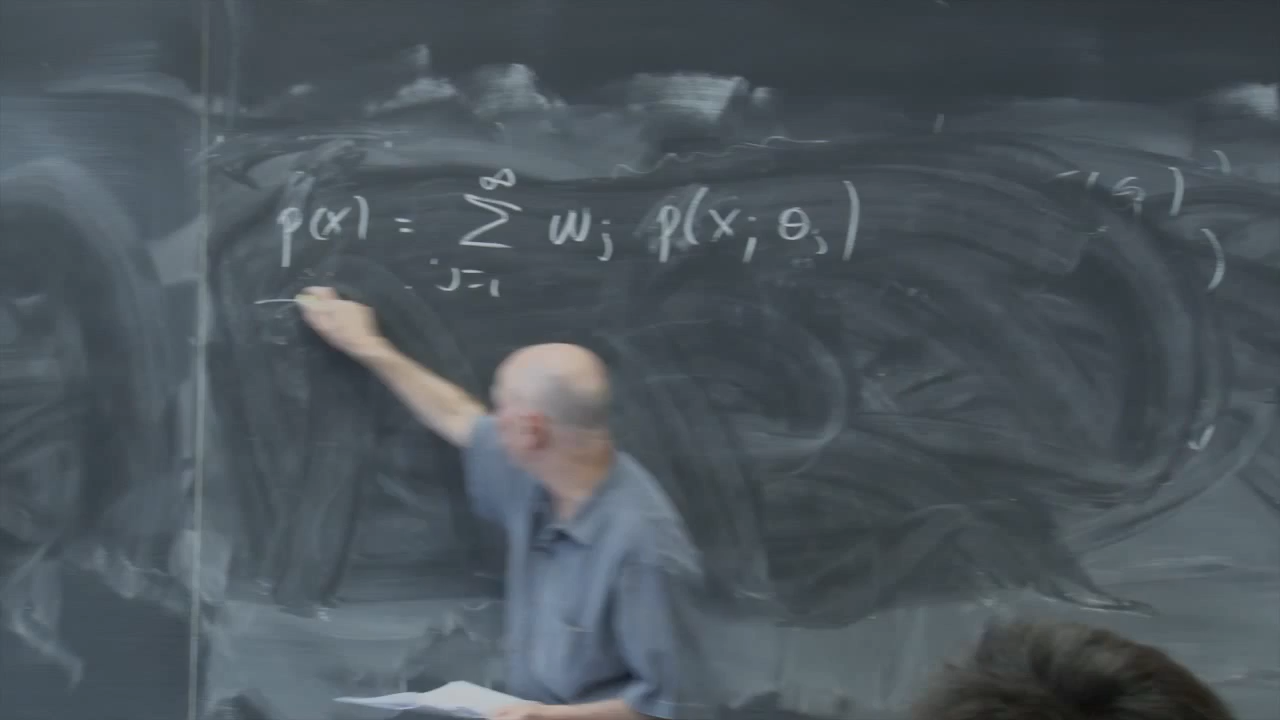 p(x) = ∑_{j=1}^{∞} w_j p(x; θ_j)